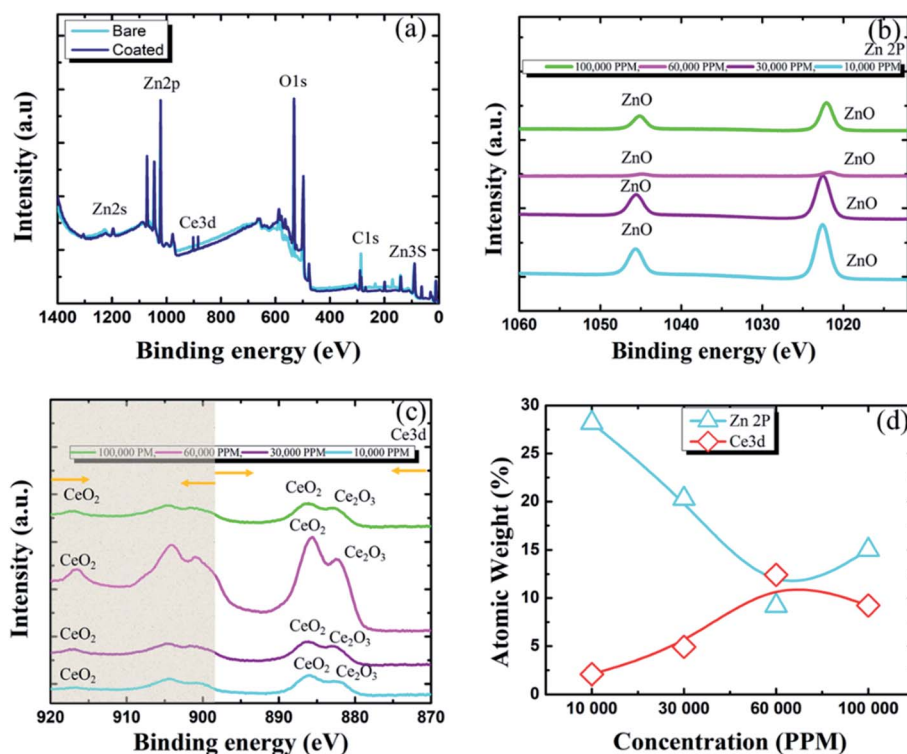 (a)
Bare
Coated
Zn2p
O1s
Zn2s
Ce3d
C1s
Zn3S
Intensity (a.u)
1400 1200 1000 800 600 400 200 0
Binding energy (eV)
(b)
Zn 2P
100,000 PPM, 60,000 PPM, 30,000 PPM 10,000 PPM
ZnO
ZnO
ZnO
ZnO
ZnO
ZnO
ZnO
ZnO
Intensity (a.u.)
1060 1050 1040 1030 1020
Binding energy (eV)
(c)
Ce3d
100,000 PM, 60,000 PPM, 30,000 PPM 10,000 PPM
CeO2 CeO2 Ce2O3
CeO2
CeO2 Ce2O3
CeO2 CeO2 Ce2O3
CeO2 CeO2 Ce2O3
Intensity (a.u.)
920 910 900 890 880 870
Binding energy (eV)
(d)
Zn 2P
Ce3d
30
25
20
15
10
5
0
Atomic Weight (%)
10 000 30 000 60 000 100 000
Concentration (PPM)